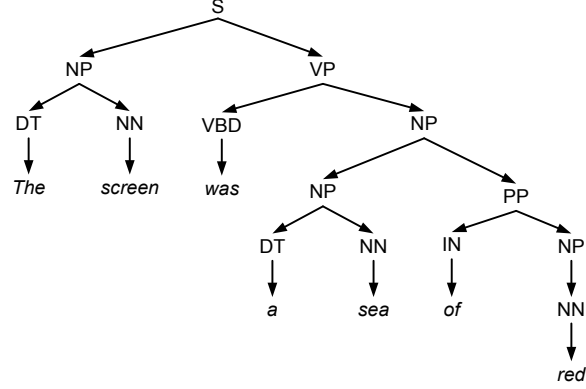 S
NP VP
DT NN VBD NP
The screen was NP PP
DT NN IN NP
a sea of NN
red